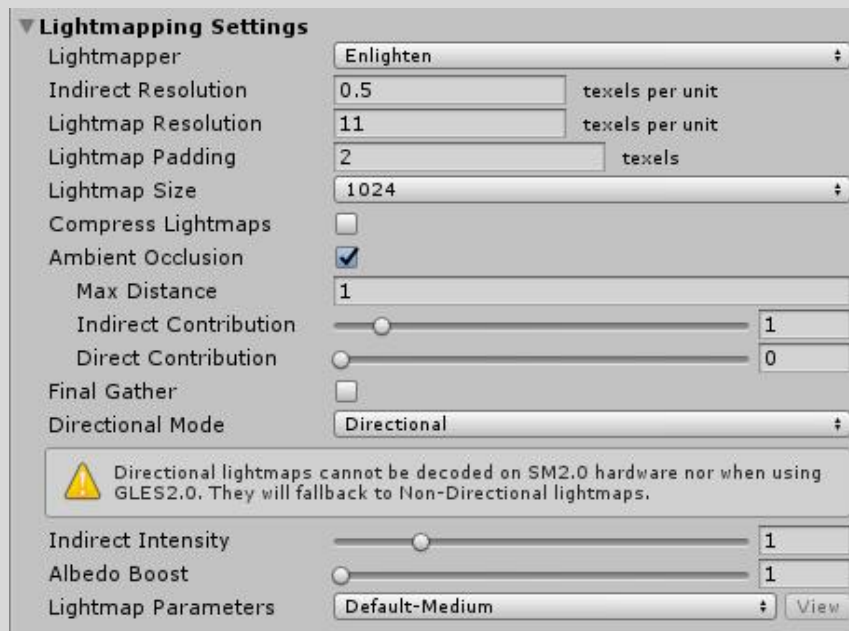 Lightmapping Settings
Lightmapper Enlighten
Indirect Resolution 0.5 texels per unit
Lightmap Resolution 11 texels per unit
Lightmap Padding 2 texels
Lightmap Size 1024
Compress Lightmaps
Ambient Occlusion
Max Distance 1
Indirect Contribution 1
Direct Contribution 0
Final Gather
Directional Mode Directional
Directional lightmaps cannot be decoded on SM2.0 hardware nor when using
GLES2.0. They will fallback to Non-Directional lightmaps.
Indirect Intensity 1
Albedo Boost 1
Lightmap Parameters Default-Medium View